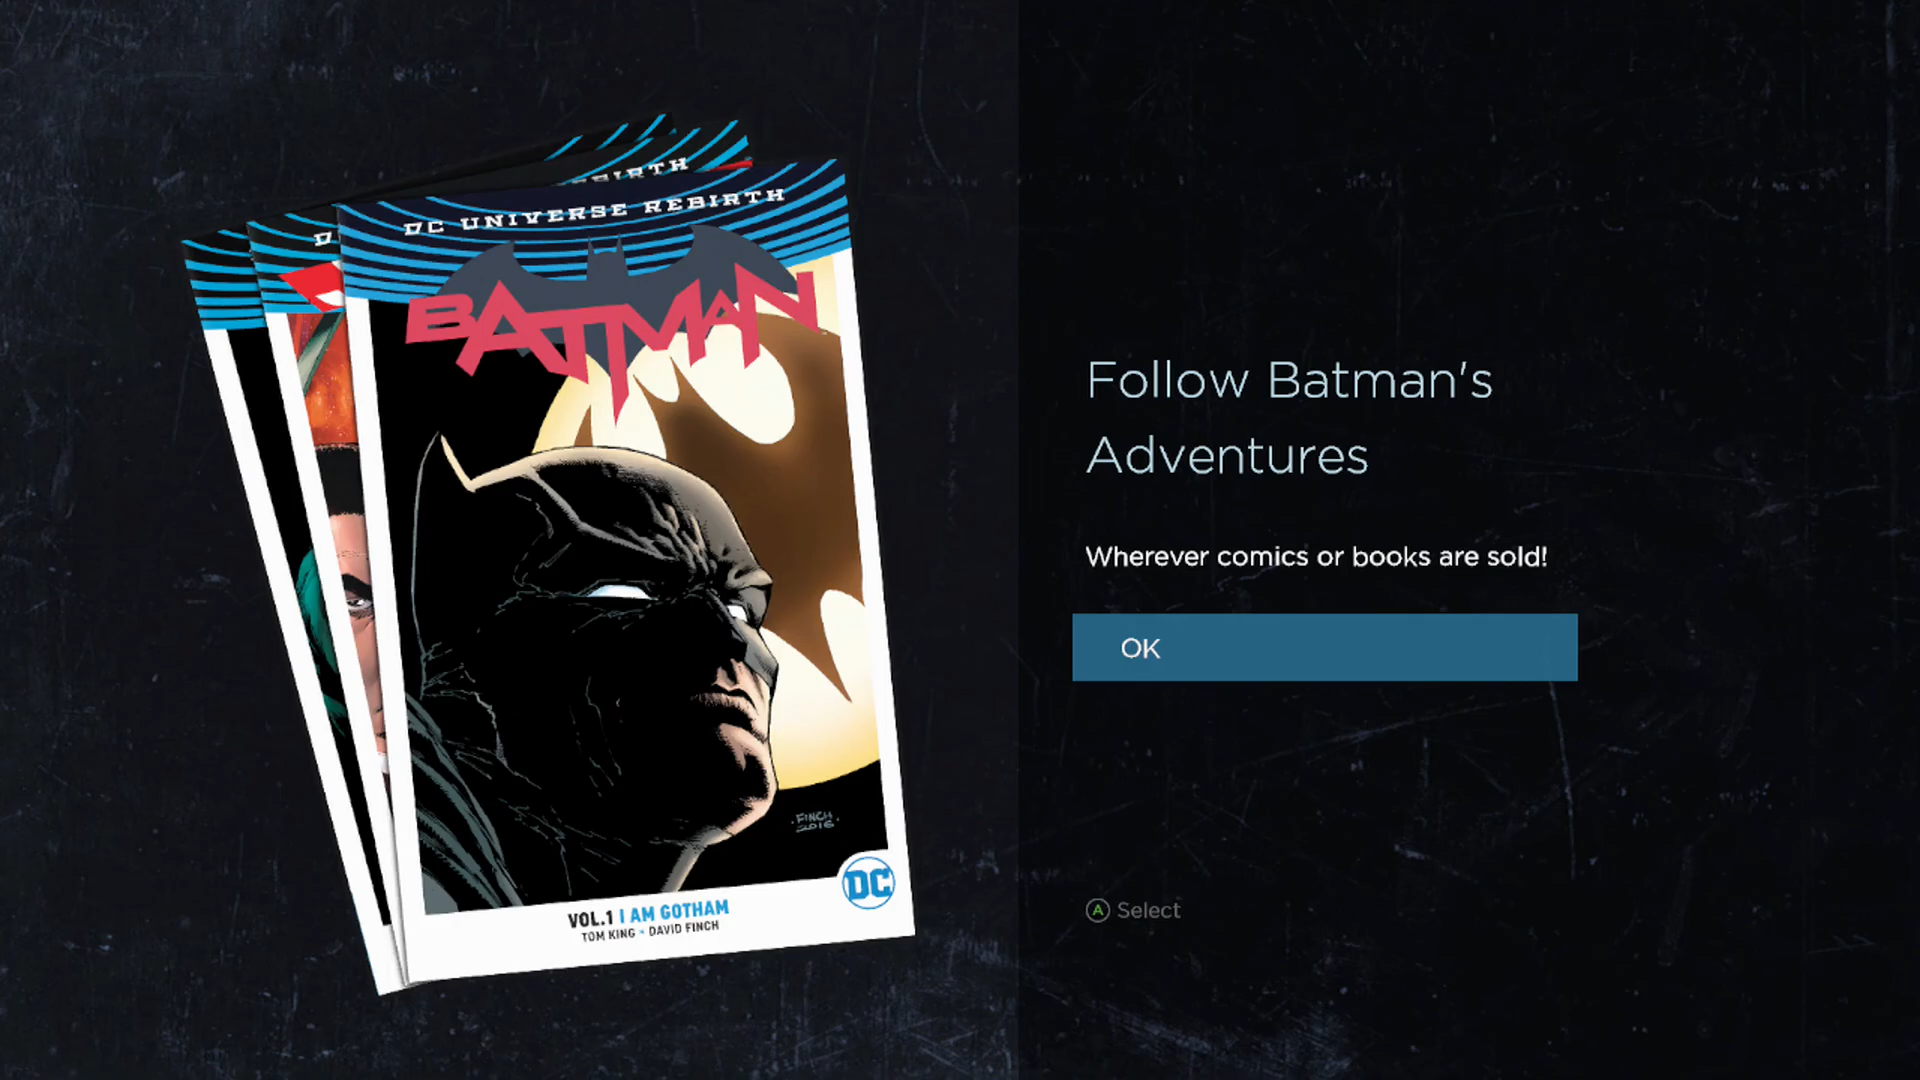 REBIRTH
D
DC UNIVERSE REBIRTH
BATMAN
FINCH
2016
DC
VOL.1 I AM GOTHAM
TOM KING • DAVID FINCH
Follow Batman's
Adventures
Wherever comics or books are sold!
OK
A Select